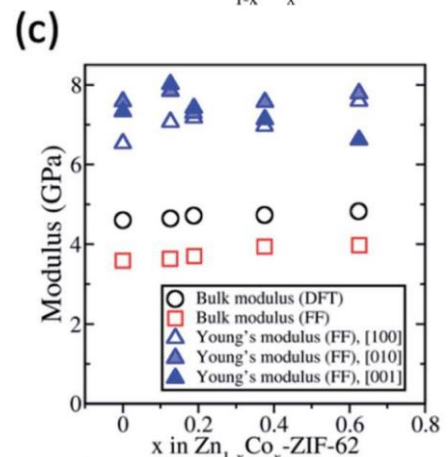 1-x x
(c)
8
6
4
2
0
Modulus (GPa)
Bulk modulus (DFT)
Bulk modulus (FF)
Young's modulus (FF), [100]
Young's modulus (FF), [010]
Young's modulus (FF), [001]
0 0.2 0.4 0.6 0.8
x in Zn1-xCox-ZIF-62